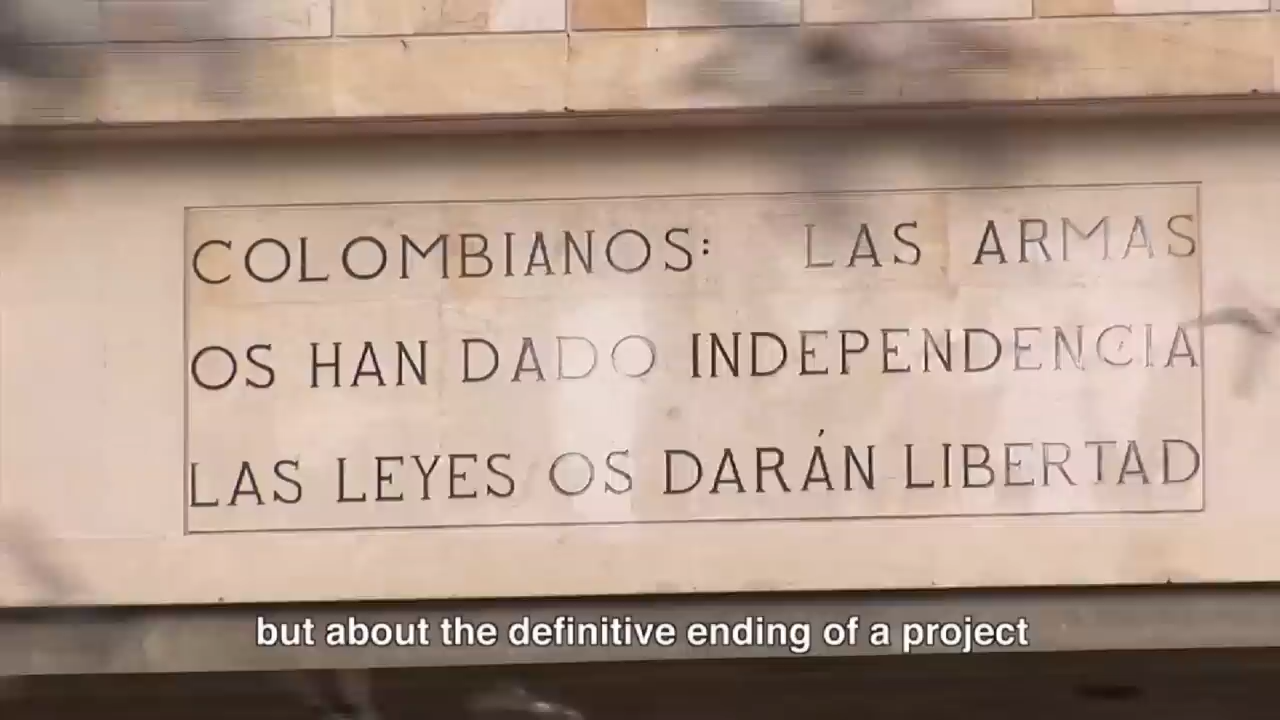 COLOMBIANOS: LAS ARMAS
OS HAN DADO INDEPENDENCIA
LAS LEYES OS DARÁN LIBERTAD
but about the definitive ending of a project